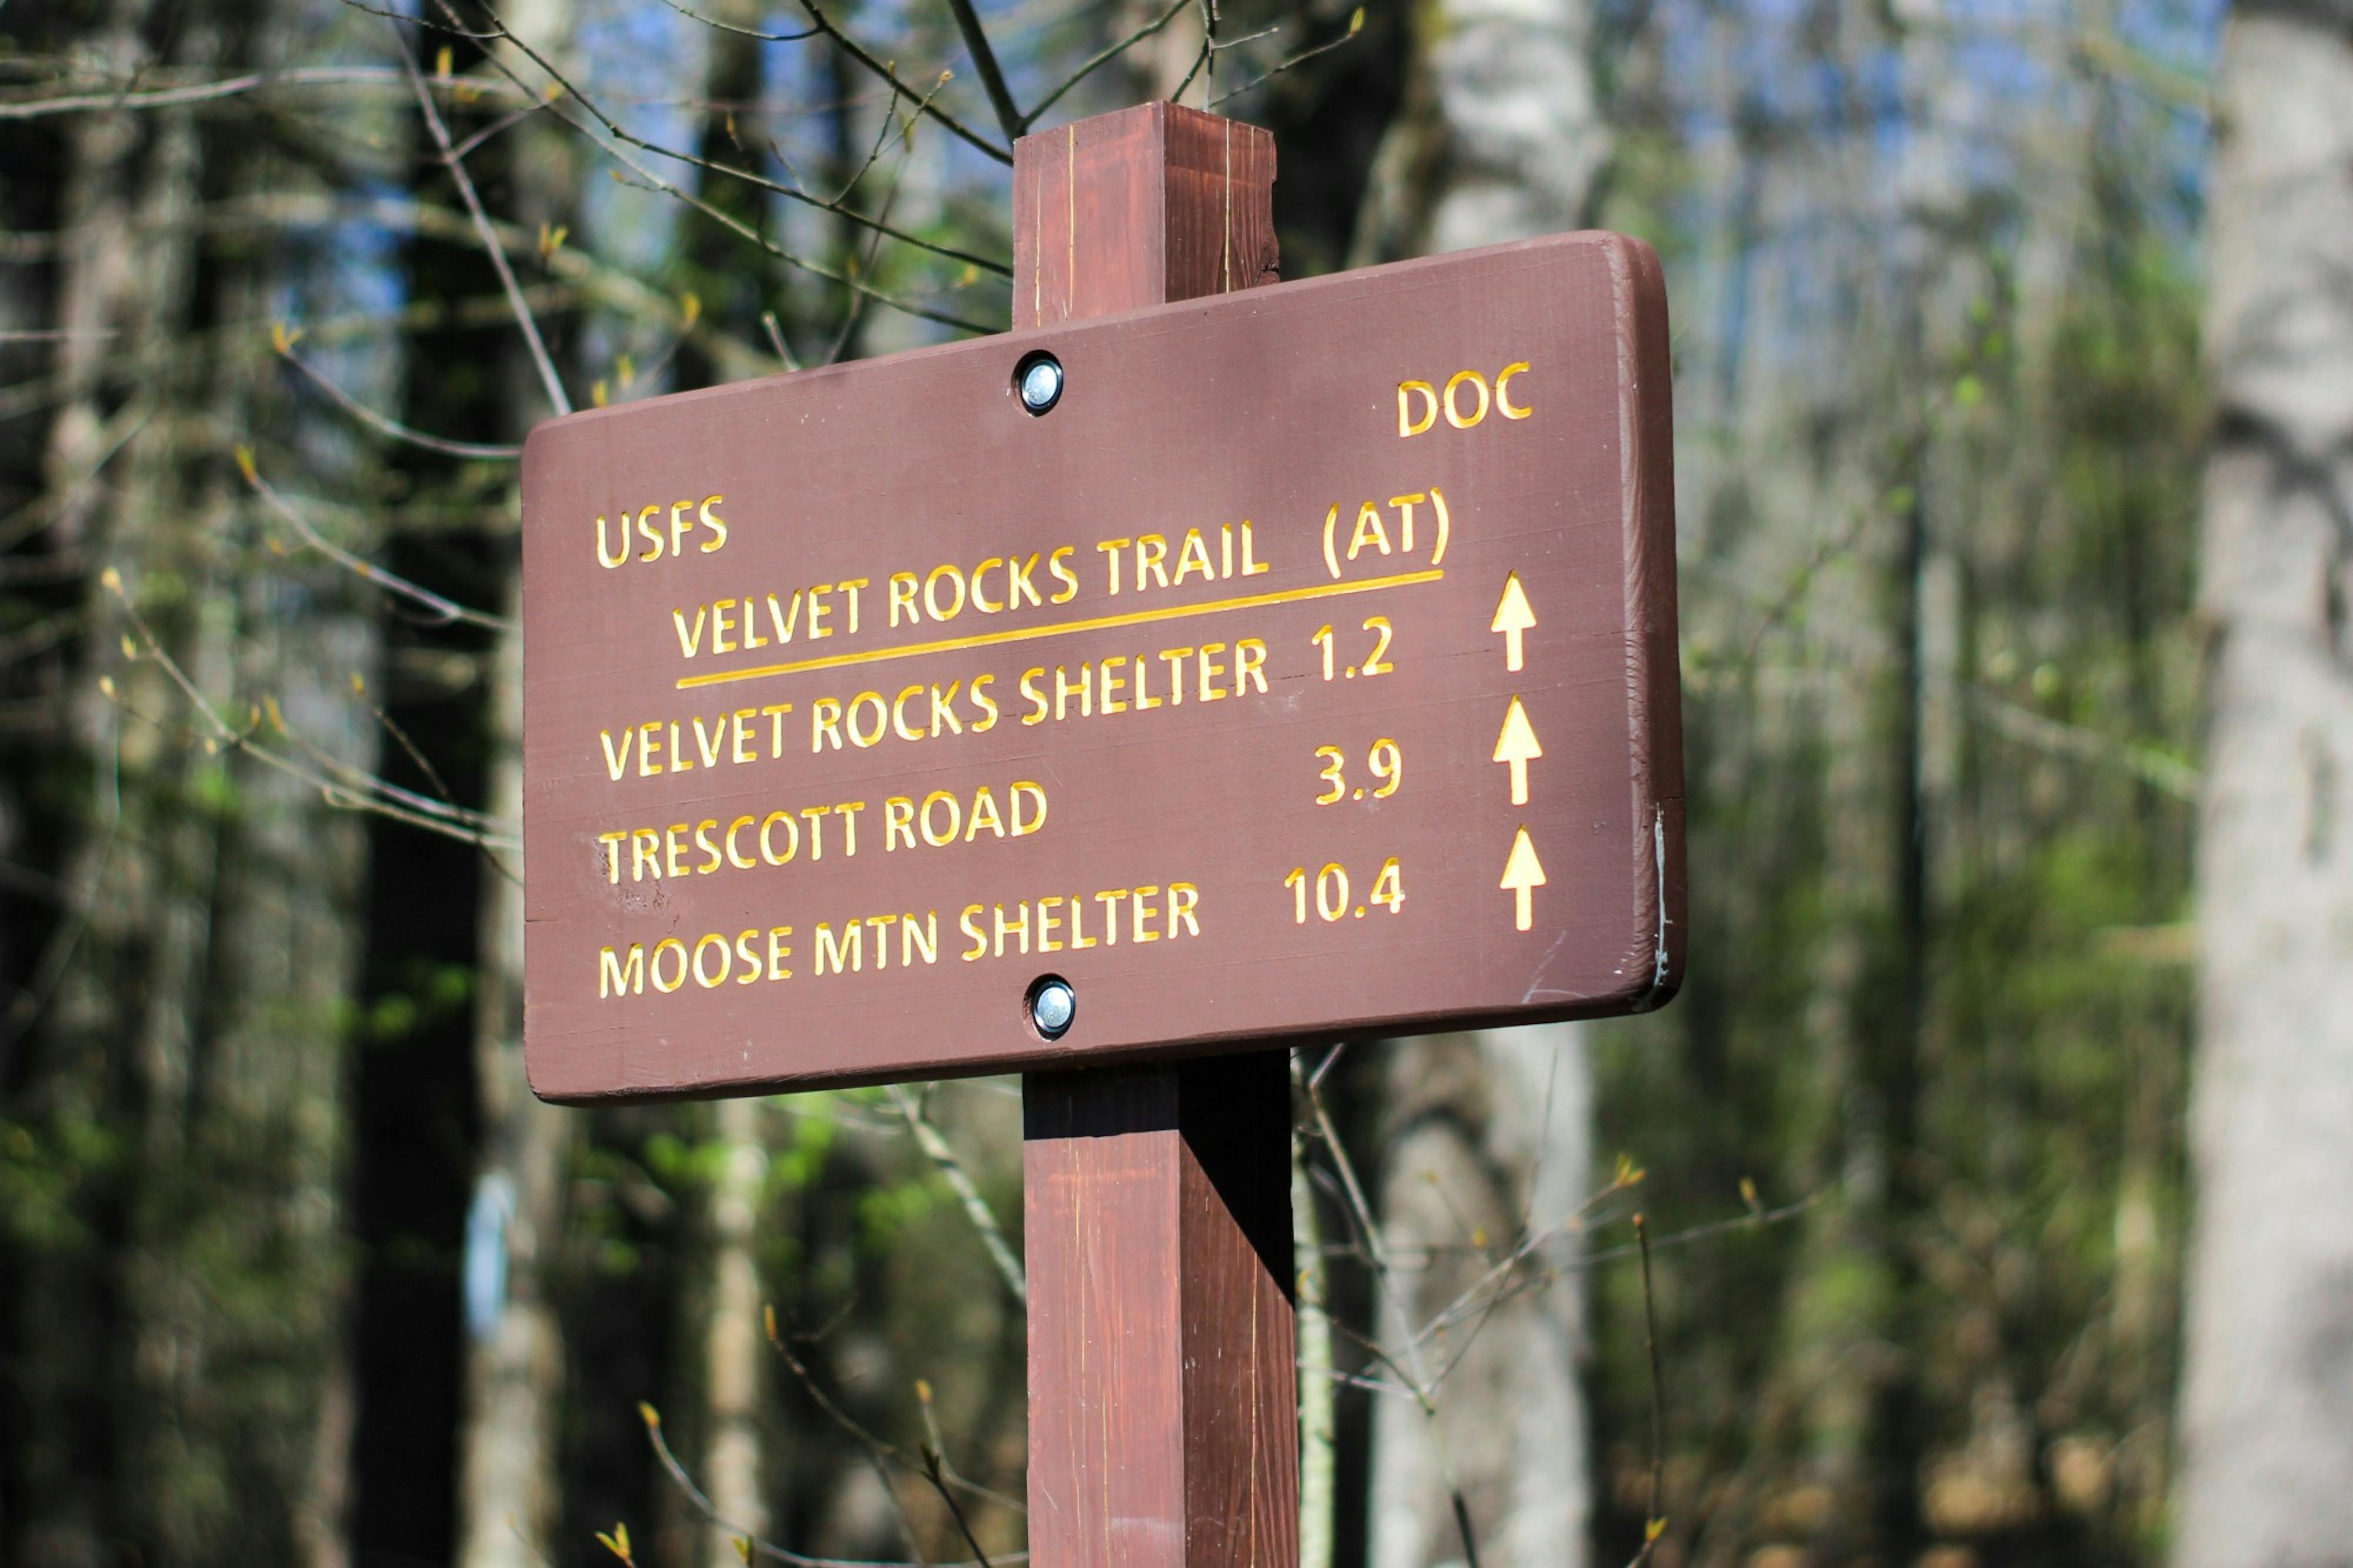 USFS DOC
VELVET ROCKS TRAIL (AT)
VELVET ROCKS SHELTER 1.2
TRESCOTT ROAD 3.9
MOOSE MTN SHELTER 10.4